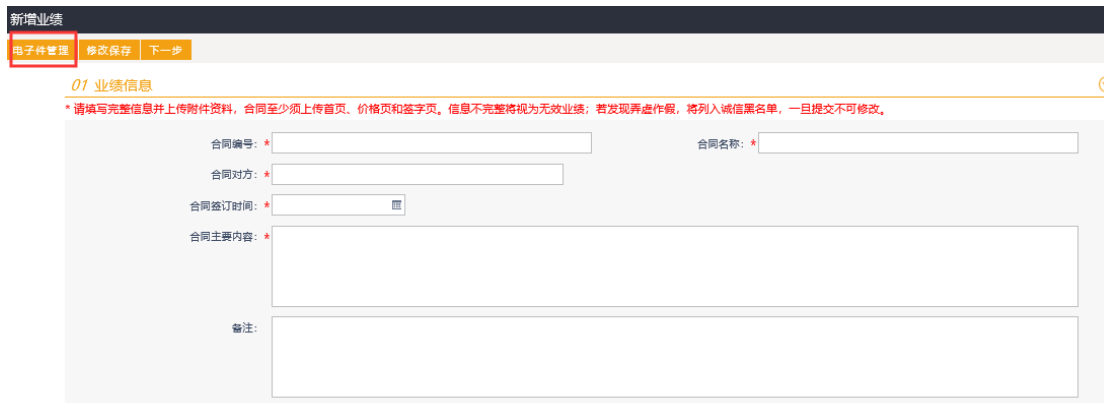 新增业绩
电子件管理 修改保存 下一步
01 业绩信息
* 请填写完整信息并上传附件资料，合同至少须上传首页、价格页和签字页。信息不完整将视为无效业绩；若发现弄虚作假，将列入诚信黑名单，一旦提交不可修改。
合同编号：* 合同名称：*
合同对方：*
合同签订时间：*
合同主要内容：*
备注：